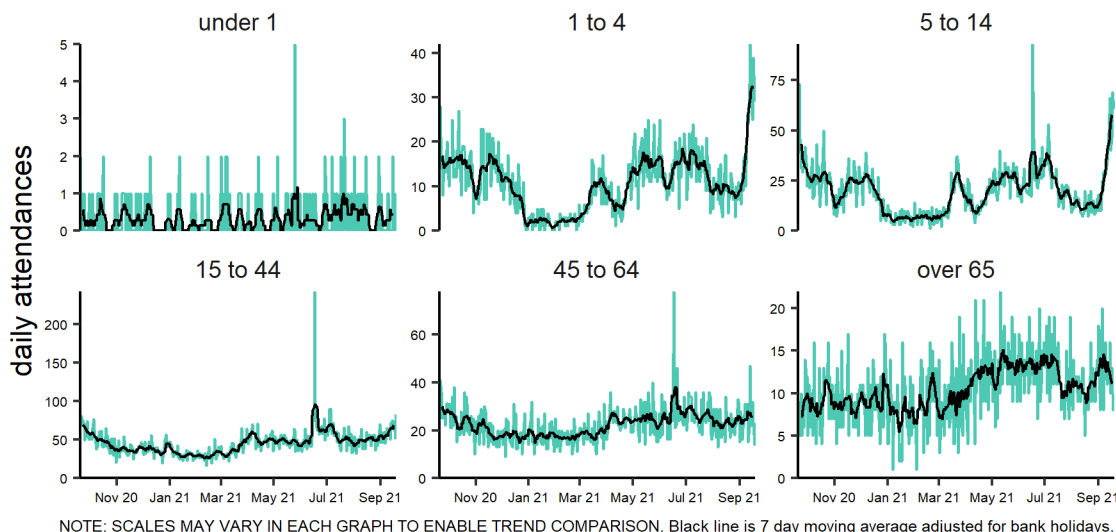 under 1
1 to 4
5 to 14
5
4
3
2
1
0
40
30
20
10
0
75
50
25
0
daily attendances
15 to 44
45 to 64
over 65
200
150
100
50
0
60
40
20
0
20
15
10
5
0
Nov 20 Jan 21 Mar 21 May 21 Jul 21 Sep 21
Nov 20 Jan 21 Mar 21 May 21 Jul 21 Sep 21
Nov 20 Jan 21 Mar 21 May 21 Jul 21 Sep 21
NOTE: SCALES MAY VARY IN EACH GRAPH TO ENABLE TREND COMPARISON. Black line is 7 day moving average adjusted for bank holidays.